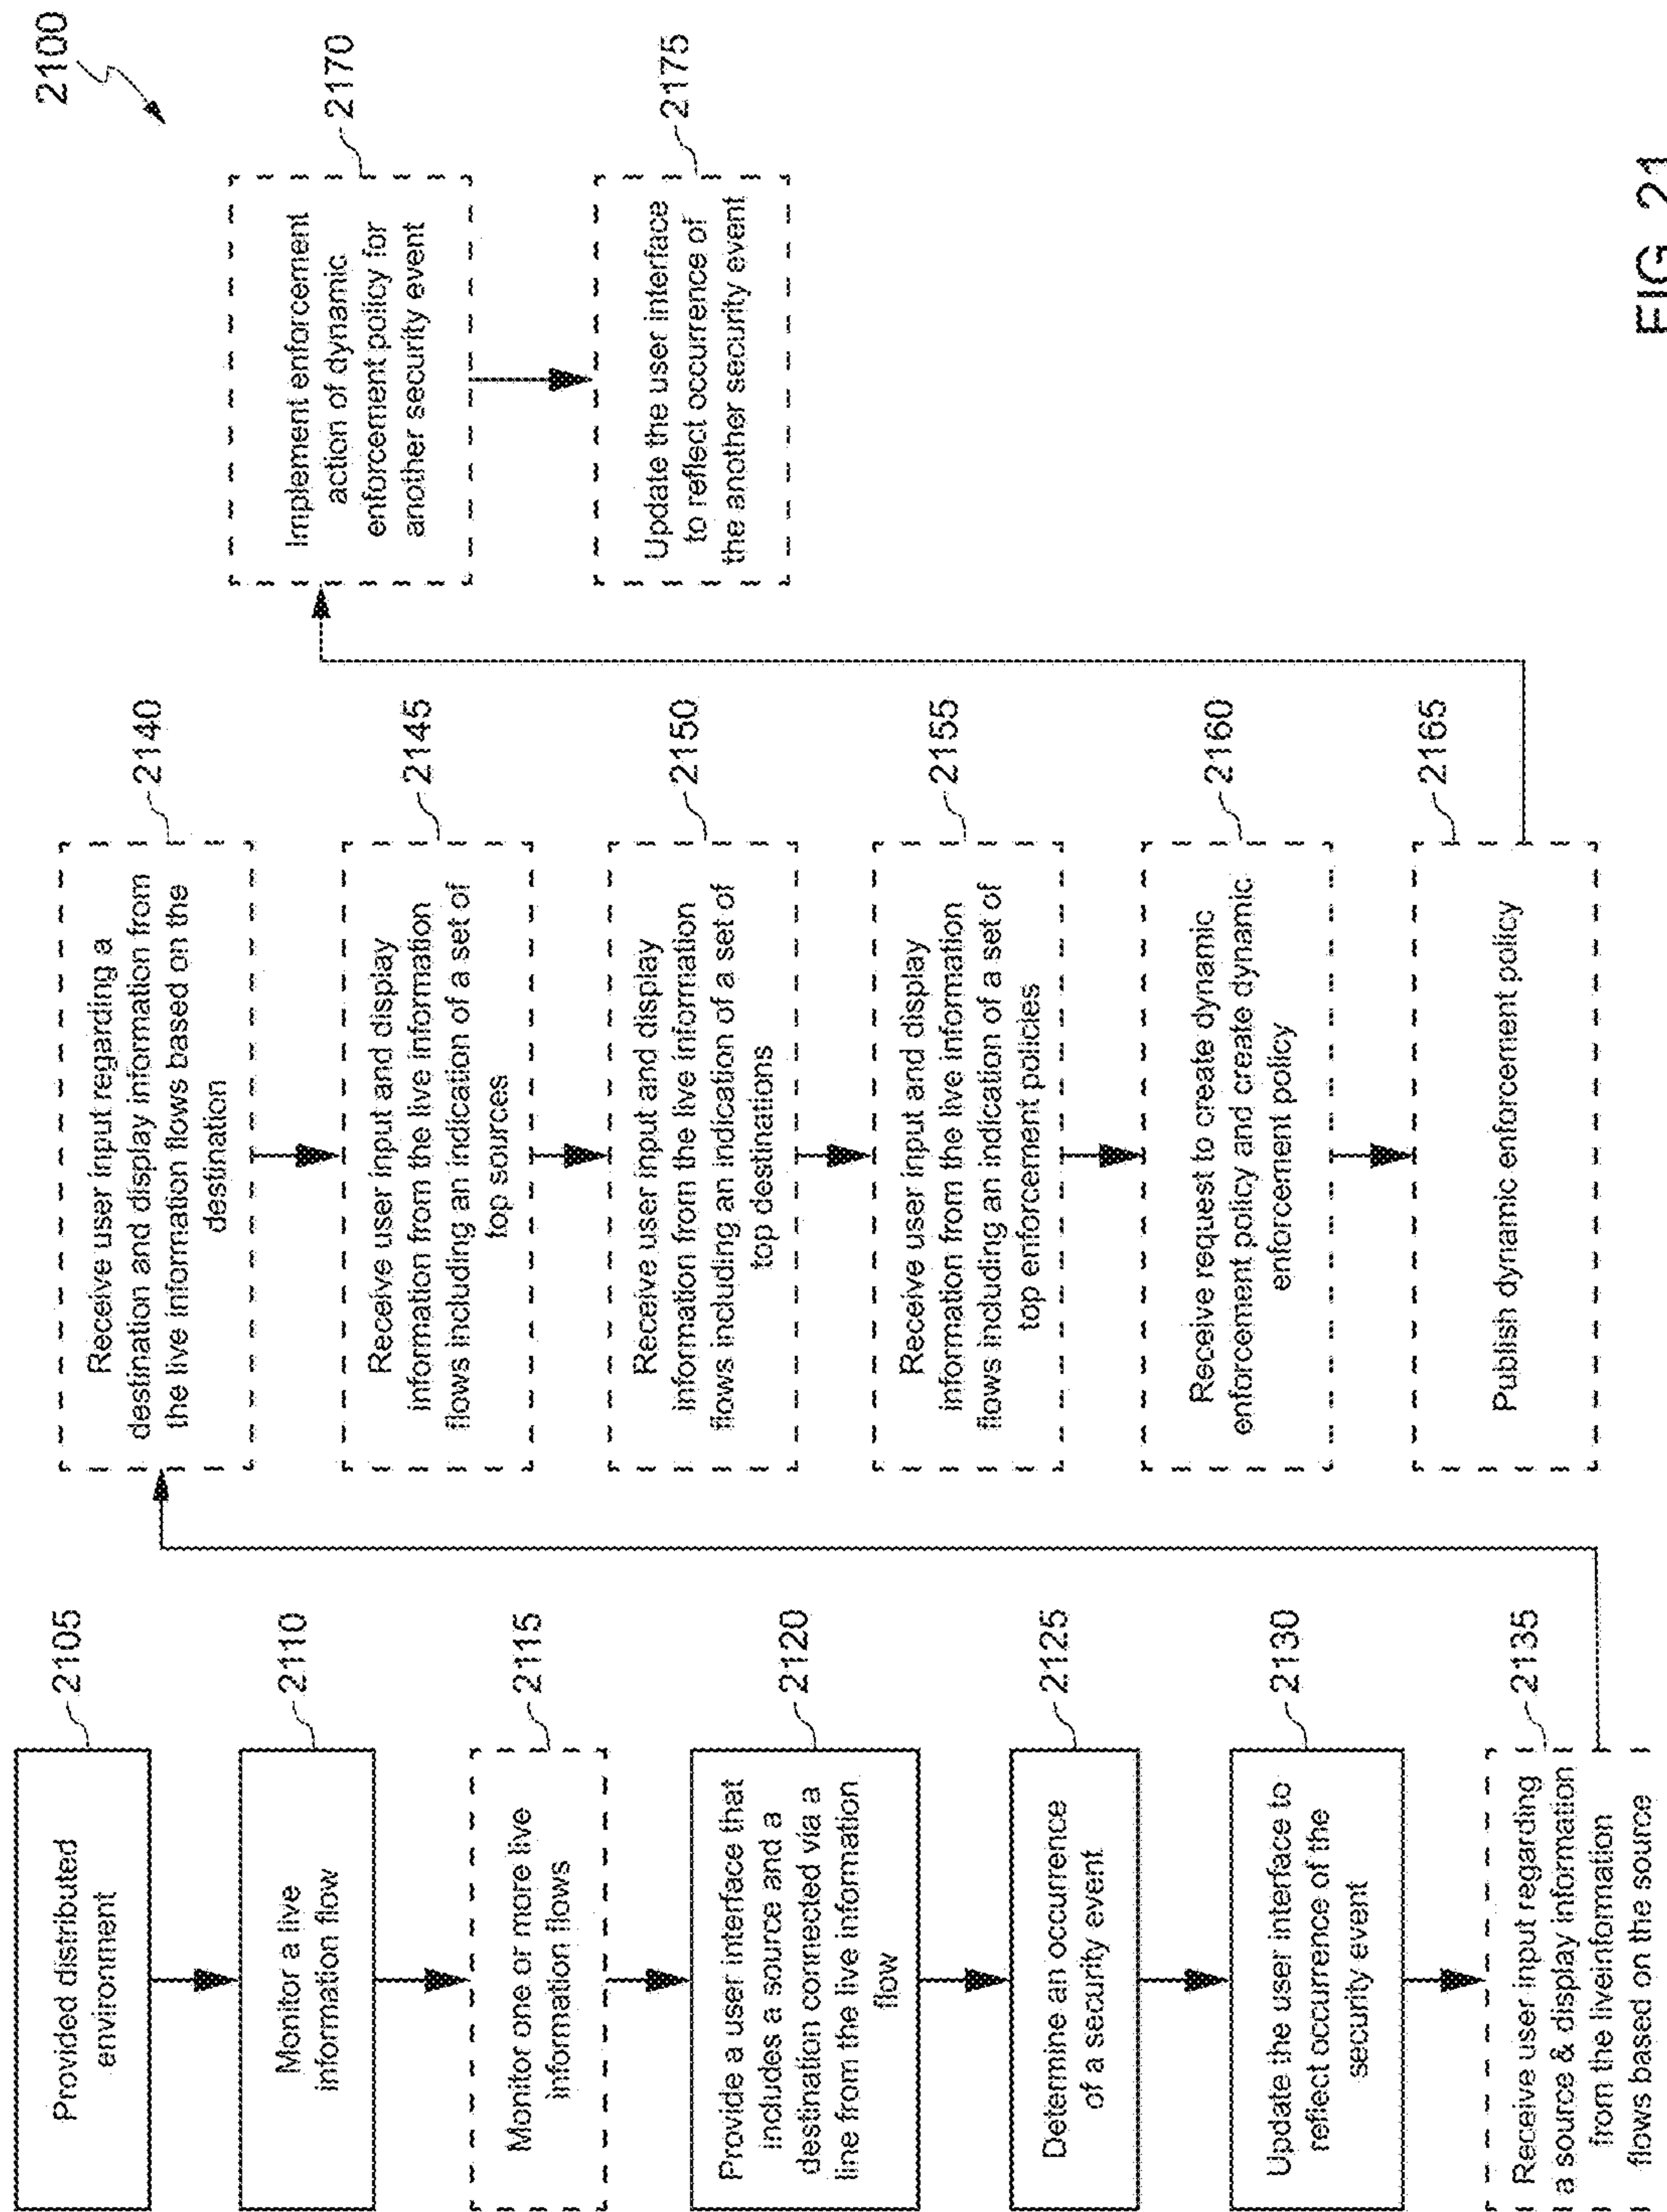 2100
Provided distributed
environment
2105
Monitor a live
information flow
2110
Monitor one or more live
information flows
2115
Provide a user interface that
includes a source and a
destination connected via a
line from the live information
flow
2120
Determine an occurrence
of a security event
2125
Update the user interface to
reflect occurrence of the
security event
2130
Receive user input regarding
a source & display information
from the liveinformation
flows based on the source
2135
Receive user input regarding a
destination and display information from
the live information flows based on the
destination
2140
Receive user input and display
information from the live information
flows including an indication of a set of
top sources
2145
Receive user input and display
information from the live information
flows including an indication of a set of
top destinations
2150
Receive user input and display
information from the live information
flows including an indication of a set of
top enforcement policies
2155
Receive request to create dynamic
enforcement policy and create dynamic
enforcement policy
2160
Publish dynamic enforcement policy
2165
Implement enforcement
action of dynamic
enforcement policy for
another security event
2170
Update the user interface
to reflect occurrence of
the another security event
2175
FIG. 21